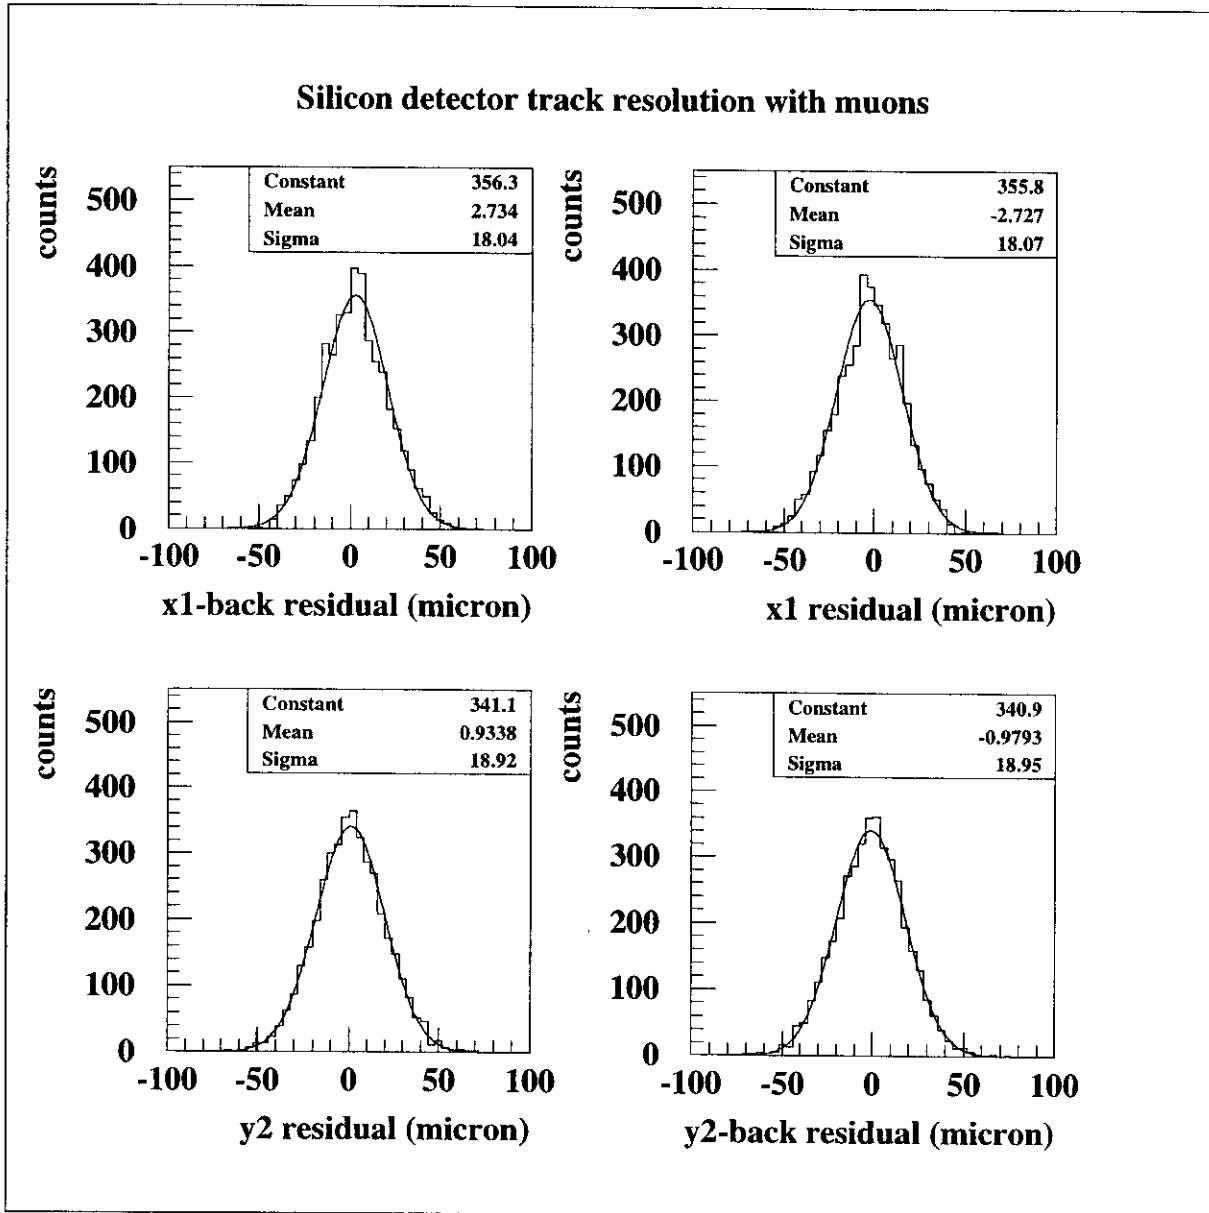 Silicon detector track resolution with muons
counts
500
400
300
200
100
0
Constant 356.3
Mean 2.734
Sigma 18.04
-100 -50 0 50 100
x1-back residual (micron)
counts
500
400
300
200
100
0
Constant 355.8
Mean -2.727
Sigma 18.07
-100 -50 0 50 100
x1 residual (micron)
counts
500
400
300
200
100
0
Constant 341.1
Mean 0.9338
Sigma 18.92
-100 -50 0 50 100
y2 residual (micron)
counts
500
400
300
200
100
0
Constant 340.9
Mean -0.9793
Sigma 18.95
-100 -50 0 50 100
y2-back residual (micron)